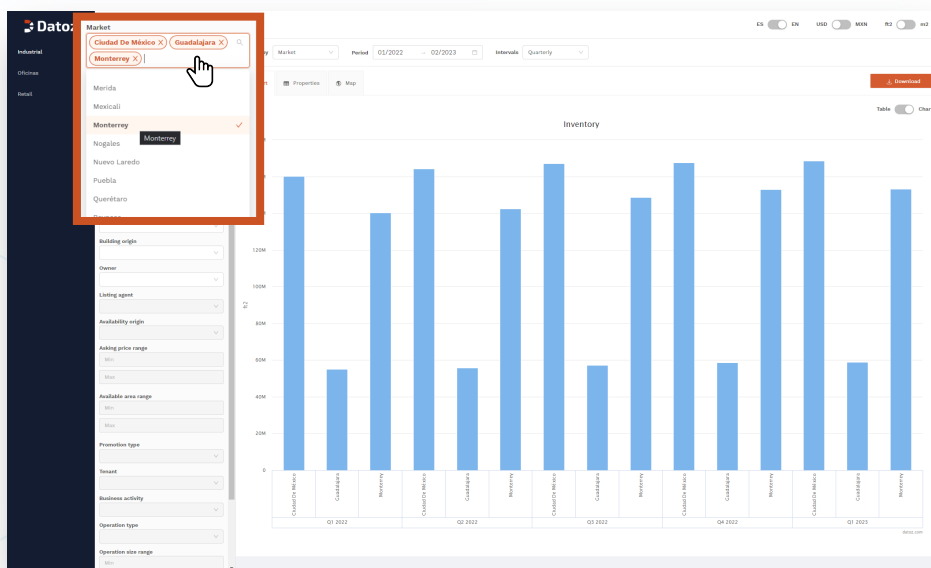 Datoz
Market
ES
EN
USD
MXN
ft2
m2
Ciudad De México X
Guadalajara X
Monterrey X
Industrial
Oficinas
Retail
Market
Period
01/2022
→
02/2023
Intervals
Quarterly
Properties
Map
Download
Table
Char
Merida
Mexicali
Monterrey
Monterrey
Nogales
Nuevo Laredo
Puebla
Querétaro
Building origin
Owner
Listing agent
Availability origin
Asking price range
Min
Max
Available area range
Min
Max
Promotion type
Tenant
Business activity
Operation type
Operation size range
Min
Inventory
120M
100M
80M
60M
40M
20M
0
ft2
Ciudad De México
Guadalajara
Monterrey
Ciudad De México
Guadalajara
Monterrey
Ciudad De México
Guadalajara
Monterrey
Ciudad De México
Guadalajara
Monterrey
Ciudad De México
Guadalajara
Monterrey
Q1 2022
Q2 2022
Q3 2022
Q4 2022
Q1 2023
datoz.com